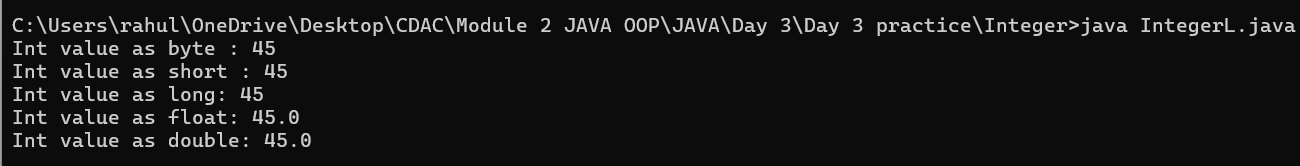 C:\Users\rahul\OneDrive\Desktop\CDAC\Module 2 JAVA OOP\JAVA\Day 3\Day 3 practice\Integer>java IntegerL.java
Int value as byte : 45
Int value as short : 45
Int value as long: 45
Int value as float: 45.0
Int value as double: 45.0